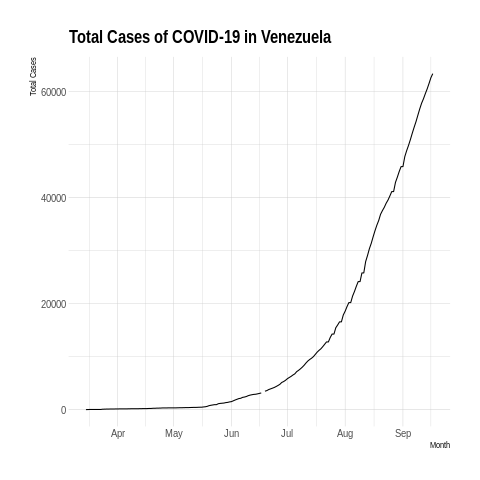 Total Cases of COVID-19 in Venezuela
Total Cases
60000
40000
20000
0
Apr May Jun Jul Aug Sep
Month